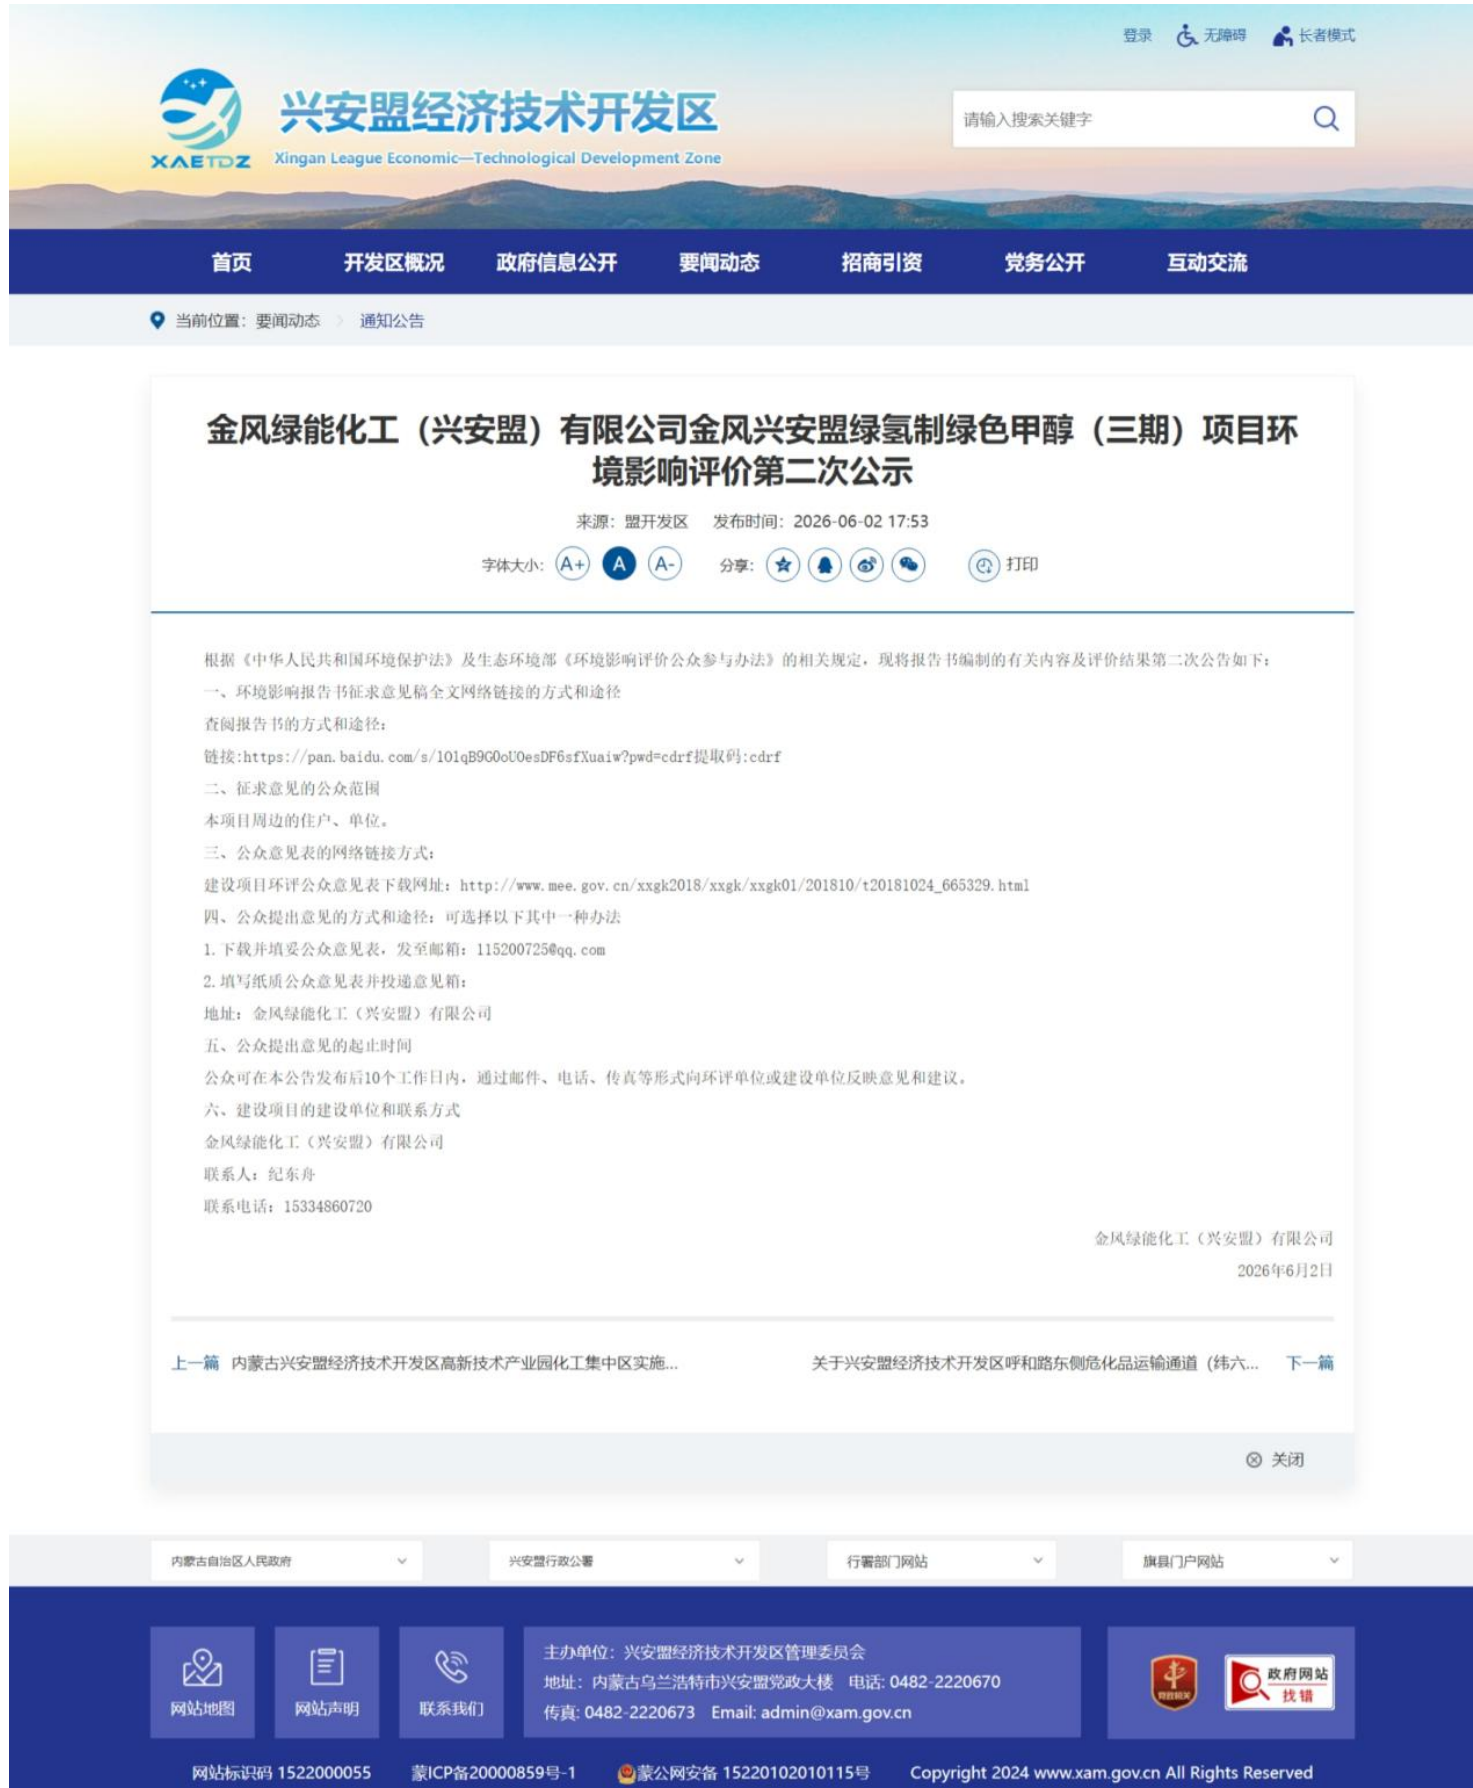 登录 无障碍 长者模式
兴安盟经济技术开发区
请输入搜索关键字
XAETDZ
Xingan League Economic—Technological Development Zone
首页 开发区概况 政府信息公开 要闻动态 招商引资 党务公开 互动交流
当前位置：要闻动态 > 通知公告
金风绿能化工（兴安盟）有限公司金风兴安盟绿氢制绿色甲醇（三期）项目环
境影响评价第二次公示
来源：盟开发区 发布时间：2026-06-02 17:53
字体大小： A+ A A- 分享： 打印
根据《中华人民共和国环境保护法》及生态环境部《环境影响评价公众参与办法》的相关规定，现将报告书编制的有关内容及评价结果第二次公告如下：
一、环境影响报告书征求意见稿全文网络链接的方式和途径
查阅报告书的方式和途径：
链接:https://pan.baidu.com/s/1O1qB9G0oU0esDF6sfXuaiw?pwd=cdrf提取码:cdrf
二、征求意见的公众范围
本项目周边的住户、单位。
三、公众意见表的网络链接方式：
建设项目环评公众意见表下载网址：http://www.mee.gov.cn/xxgk2018/xxgk/xxgk01/201810/t20181024_665329.html
四、公众提出意见的方式和途径：可选择以下其中一种办法
1.下载并填妥公众意见表，发至邮箱：115200725@qq.com
2.填写纸质公众意见表并投递意见箱：
地址：金风绿能化工（兴安盟）有限公司
五、公众提出意见的起止时间
公众可在本公告发布后10个工作日内，通过邮件、电话、传真等形式向环评单位或建设单位反映意见和建议。
六、建设项目的建设单位和联系方式
金风绿能化工（兴安盟）有限公司
联系人：纪东舟
联系电话：15334860720
金风绿能化工（兴安盟）有限公司
2026年6月2日
上一篇 内蒙古兴安盟经济技术开发区高新技术产业园化工集中区实施... 关于兴安盟经济技术开发区呼和路东侧危化品运输通道（纬六... 下一篇
关闭
内蒙古自治区人民政府 兴安盟行政公署 行署部门网站 旗县门户网站
主办单位：兴安盟经济技术开发区管理委员会
地址：内蒙古乌兰浩特市兴安盟党政大楼 电话: 0482-2220670
传真: 0482-2220673 Email: admin@xam.gov.cn
网站地图 网站声明 联系我们
党政机关 政府网站
找错
网站标识码 1522000055 蒙ICP备20000859号-1 蒙公网安备 15220102010115号 Copyright 2024 www.xam.gov.cn All Rights Reserved